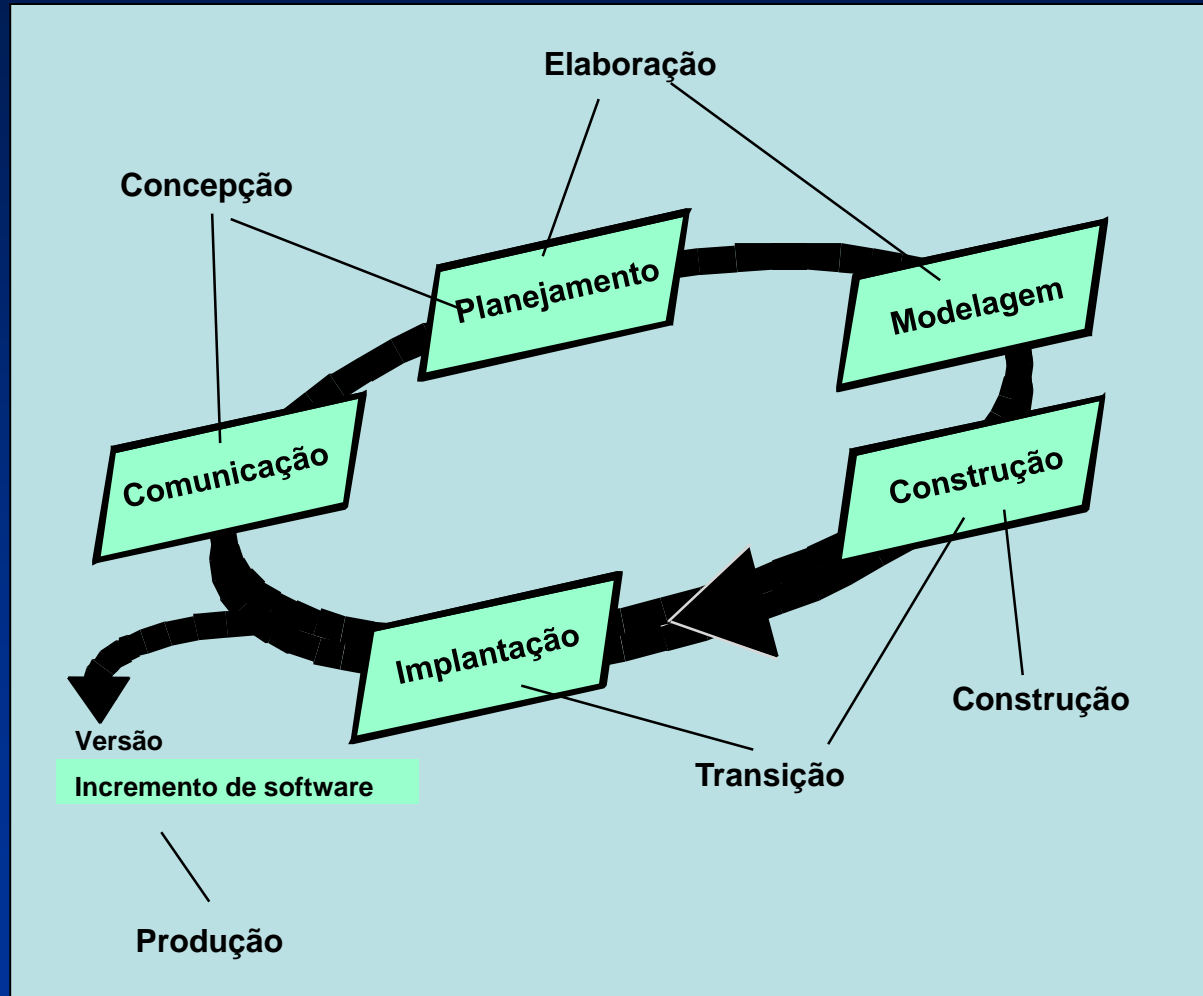 Elaboração
Concepção
Planejamento
Modelagem
Comunicação
Construção
Implantação
Construção
Versão
Transição
Incremento de software
Produção